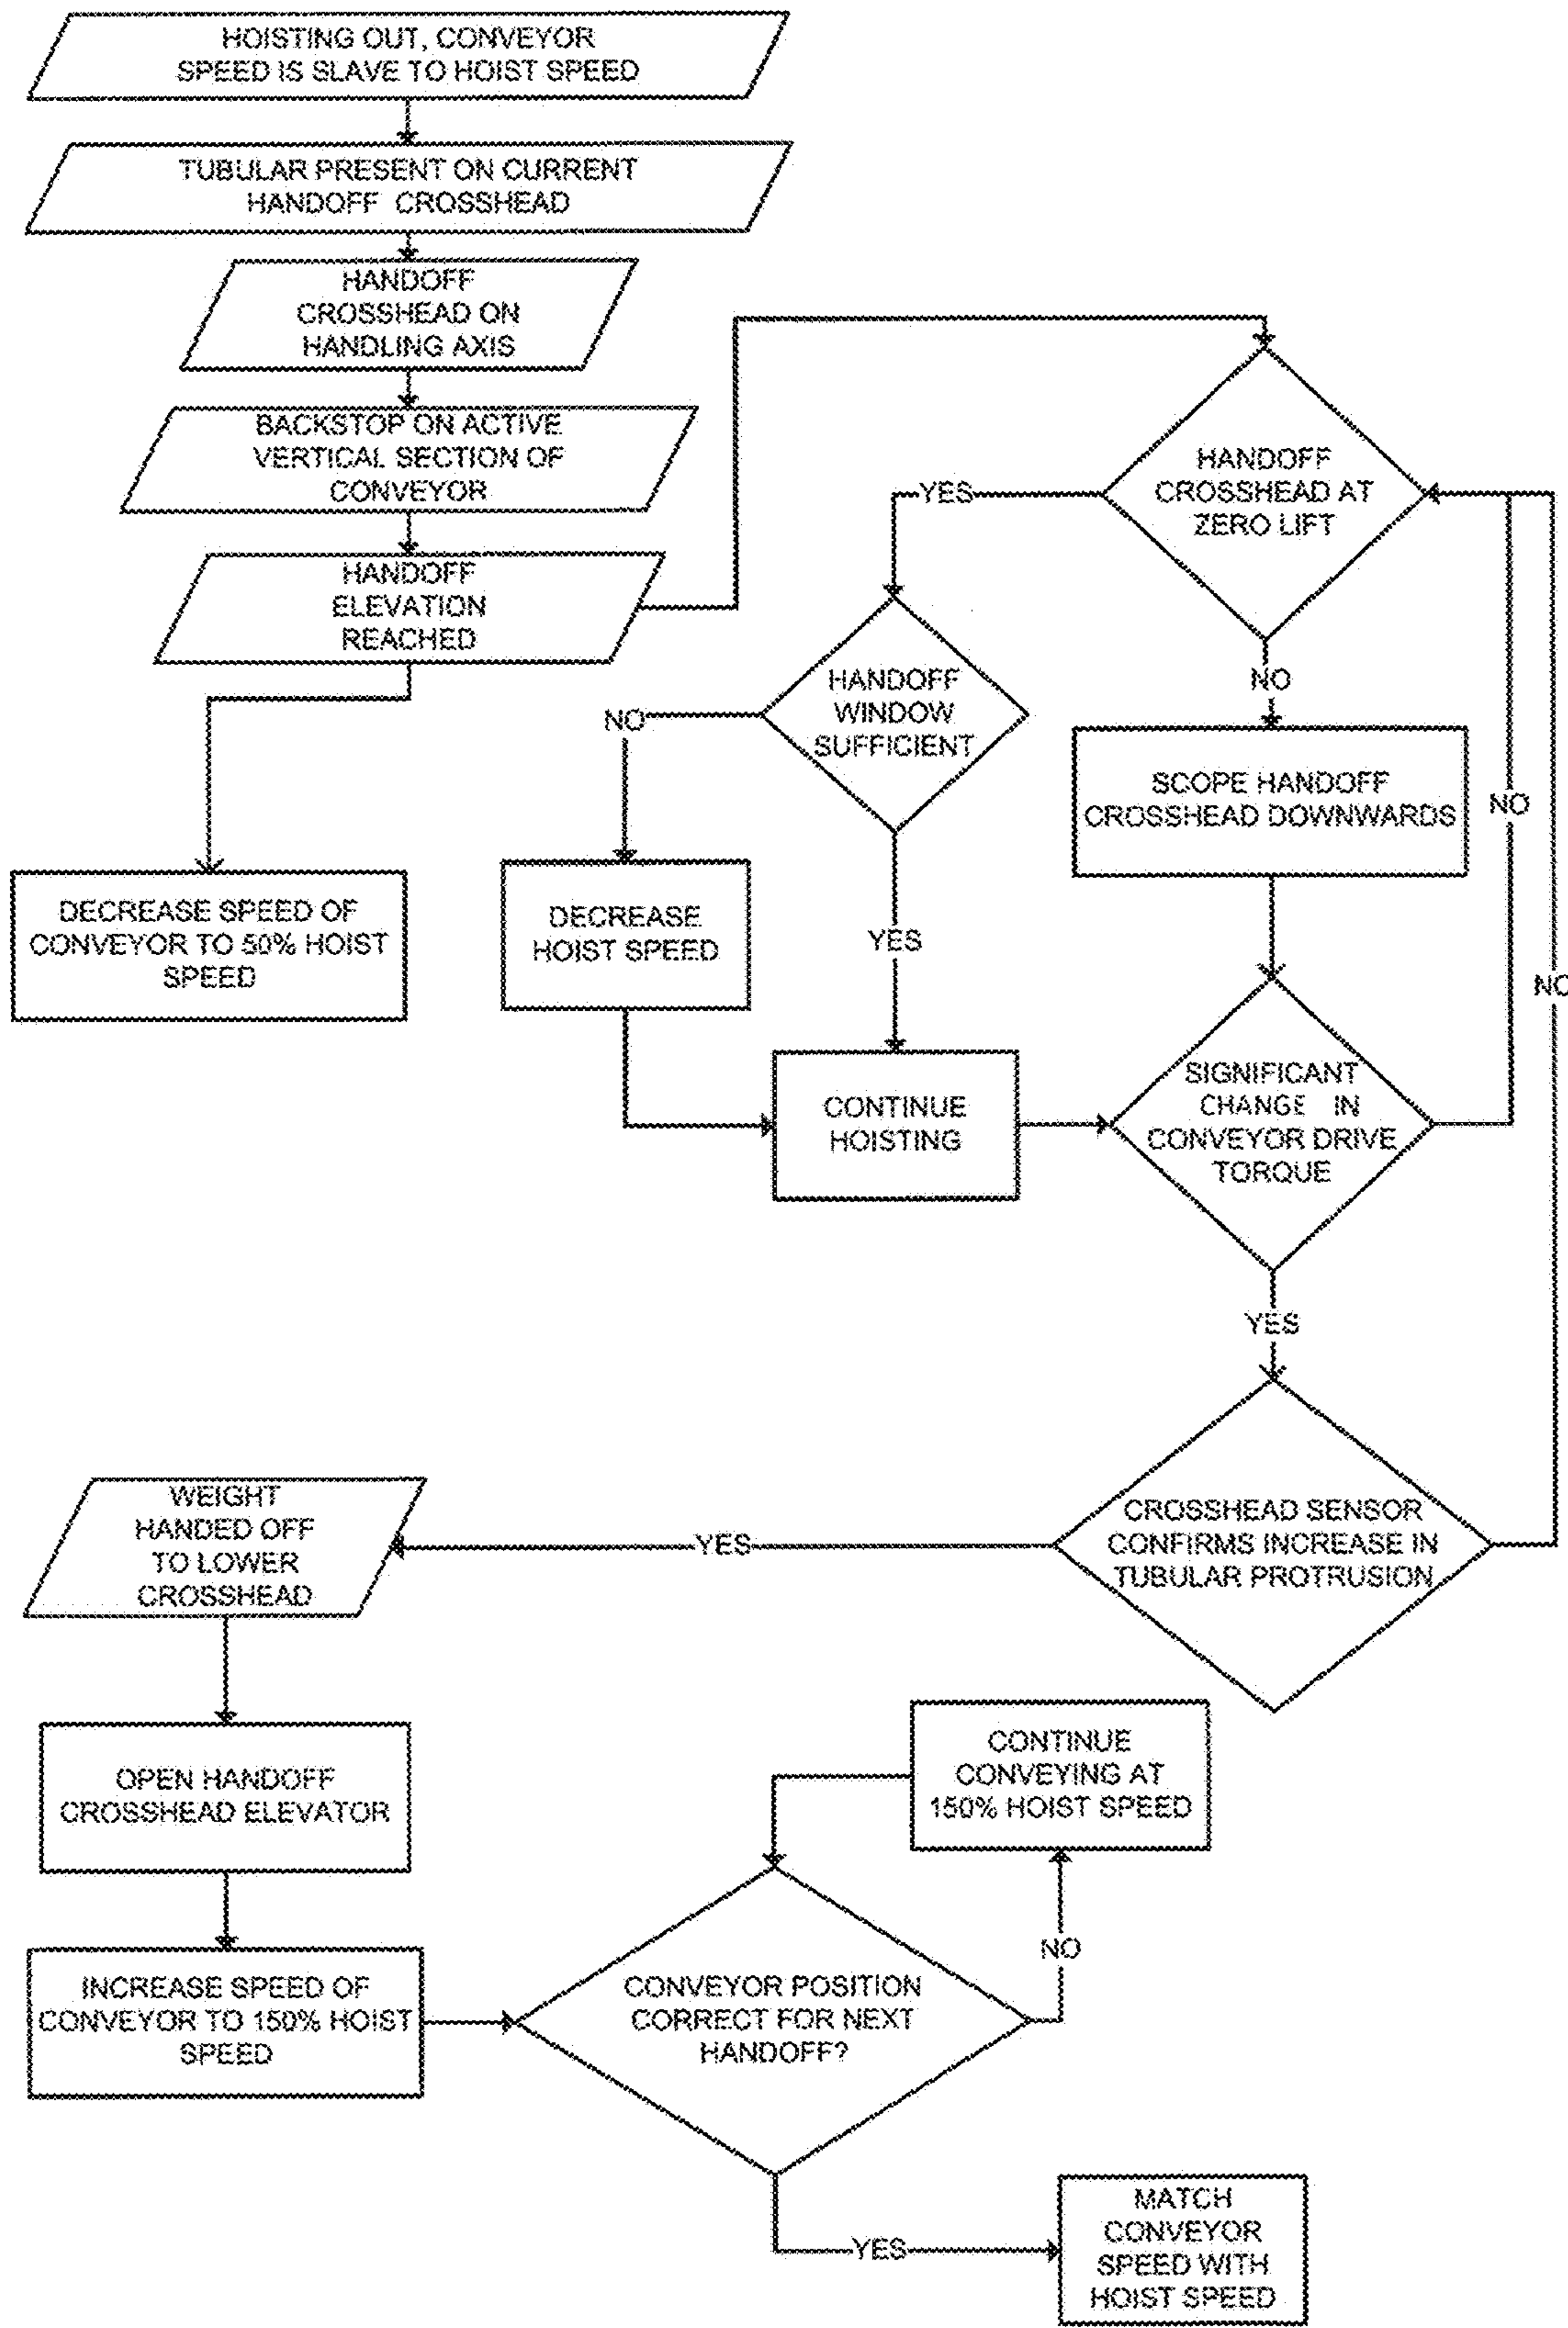 HOISTING OUT, CONVEYOR
SPEED IS SLAVE TO HOIST SPEED
TUBULAR PRESENT ON CURRENT
HANDOFF CROSSHEAD
HANDOFF
CROSSHEAD ON
HANDLING AXIS
BACKSTOP ON ACTIVE
VERTICAL SECTION OF
CONVEYOR
HANDOFF
ELEVATION
REACHED
DECREASE SPEED OF
CONVEYOR TO 50% HOIST
SPEED
HANDOFF
CROSSHEAD AT
ZERO LIFT
YES
NO
HANDOFF
WINDOW
SUFFICIENT
NO
YES
SCOPE HANDOFF
CROSSHEAD DOWNWARDS
NO
NO
DECREASE
HOIST SPEED
CONTINUE
HOISTING
SIGNIFICANT
CHANGE IN
CONVEYOR DRIVE
TORQUE
YES
CROSSHEAD SENSOR
CONFIRMS INCREASE IN
TUBULAR PROTRUSION
YES
WEIGHT
HANDED OFF
TO LOWER
CROSSHEAD
OPEN HANDOFF
CROSSHEAD ELEVATOR
INCREASE SPEED OF
CONVEYOR TO 150% HOIST
SPEED
CONTINUE
CONVEYING AT
150% HOIST SPEED
NO
CONVEYOR POSITION
CORRECT FOR NEXT
HANDOFF?
YES
MATCH
CONVEYOR
SPEED WITH
HOIST SPEED